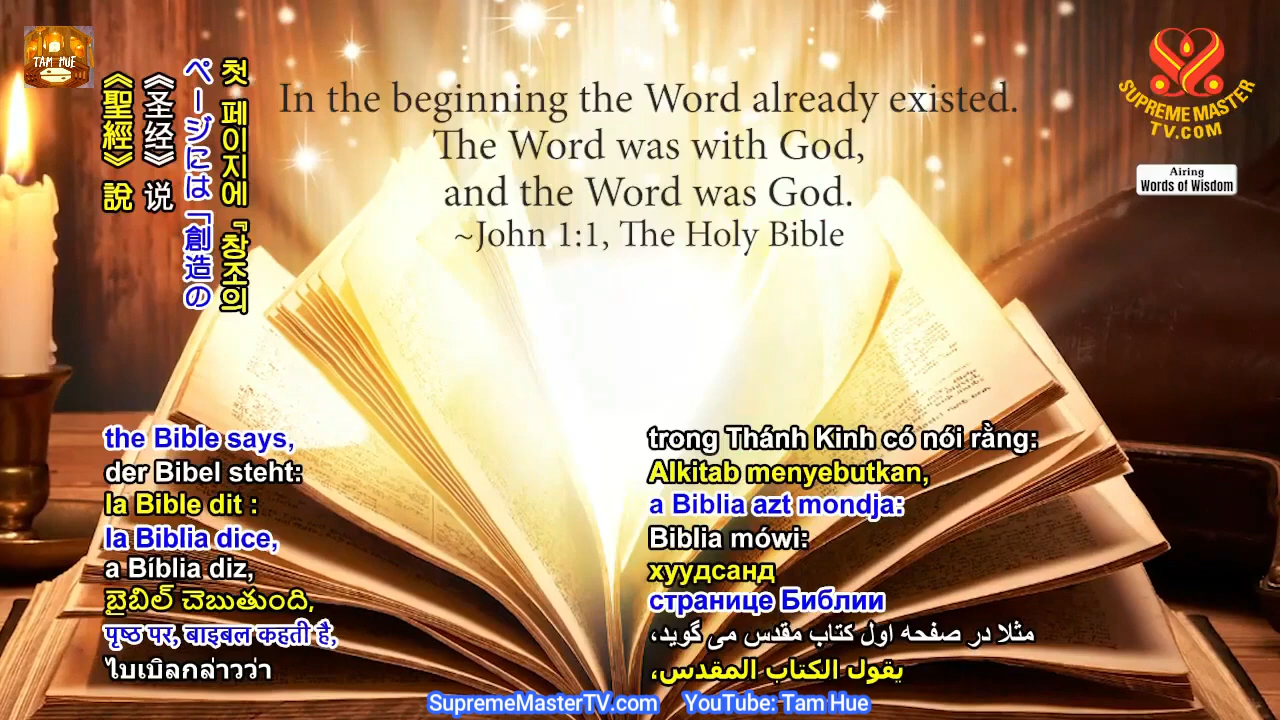 TAM HUE
《聖經》說
《圣经》说
ページには「創造の
첫 페이지에 『창조의
In the beginning the Word already existed.
The Word was with God,
and the Word was God.
~John 1:1, The Holy Bible
SUPREME MASTER
TV.COM
Airing
Words of Wisdom
the Bible says,
der Bibel steht:
la Bible dit :
la Biblia dice,
a Bíblia diz,
బైబిల్ చెబుతుంది,
पृष्ठ पर, बाइबल कहती है,
ไบเบิลกล่าวว่า
trong Thánh Kinh có nói rằng:
Alkitab menyebutkan,
a Biblia azt mondja:
Biblia mówi:
хуудсанд
странице Библии
مثلا در صفحه اول کتاب مقدس می گوید،
يقول الكتاب المقدس،
SupremeMasterTV.com YouTube: Tam Hue